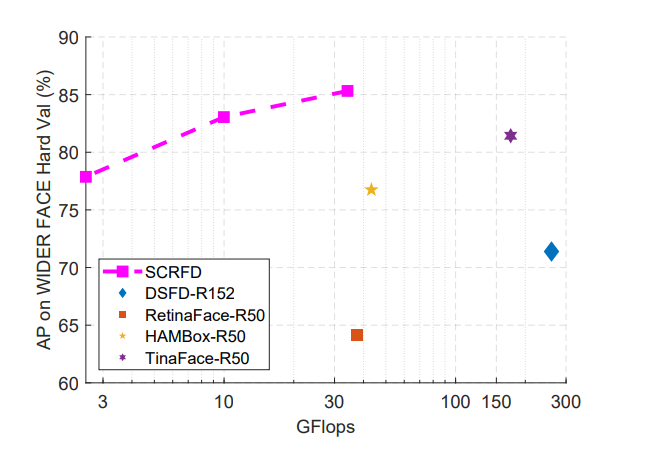 90
85
80
75
70
65
60
AP on WIDER FACE Hard Val (%)
SCRFD
DSFD-R152
RetinaFace-R50
HAMBox-R50
TinaFace-R50
3 10 30 100 150 300
GFlops